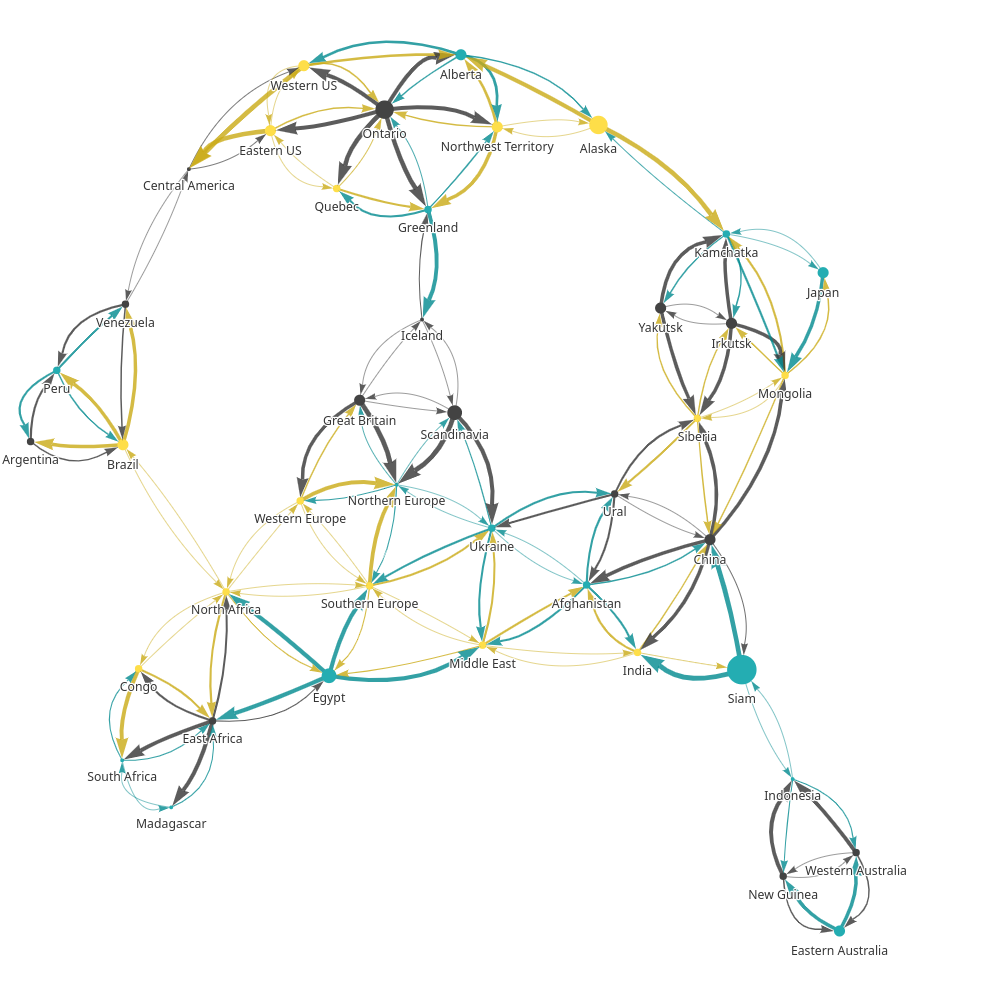 Alberta
Western US
Ontario
Eastern US
Northwest Territory
Alaska
Central America
Quebec
Greenland
Kamchatka
Japan
Venezuela
Yakutsk
Iceland
Irkutsk
Peru
Mongolia
Great Britain
Scandinavia
Siberia
Argentina
Brazil
Northern Europe
Ural
Western Europe
Ukraine
China
North Africa
Southern Europe
Afghanistan
Middle East
India
Congo
Egypt
Siam
East Africa
South Africa
Indonesia
Madagascar
Western Australia
New Guinea
Eastern Australia